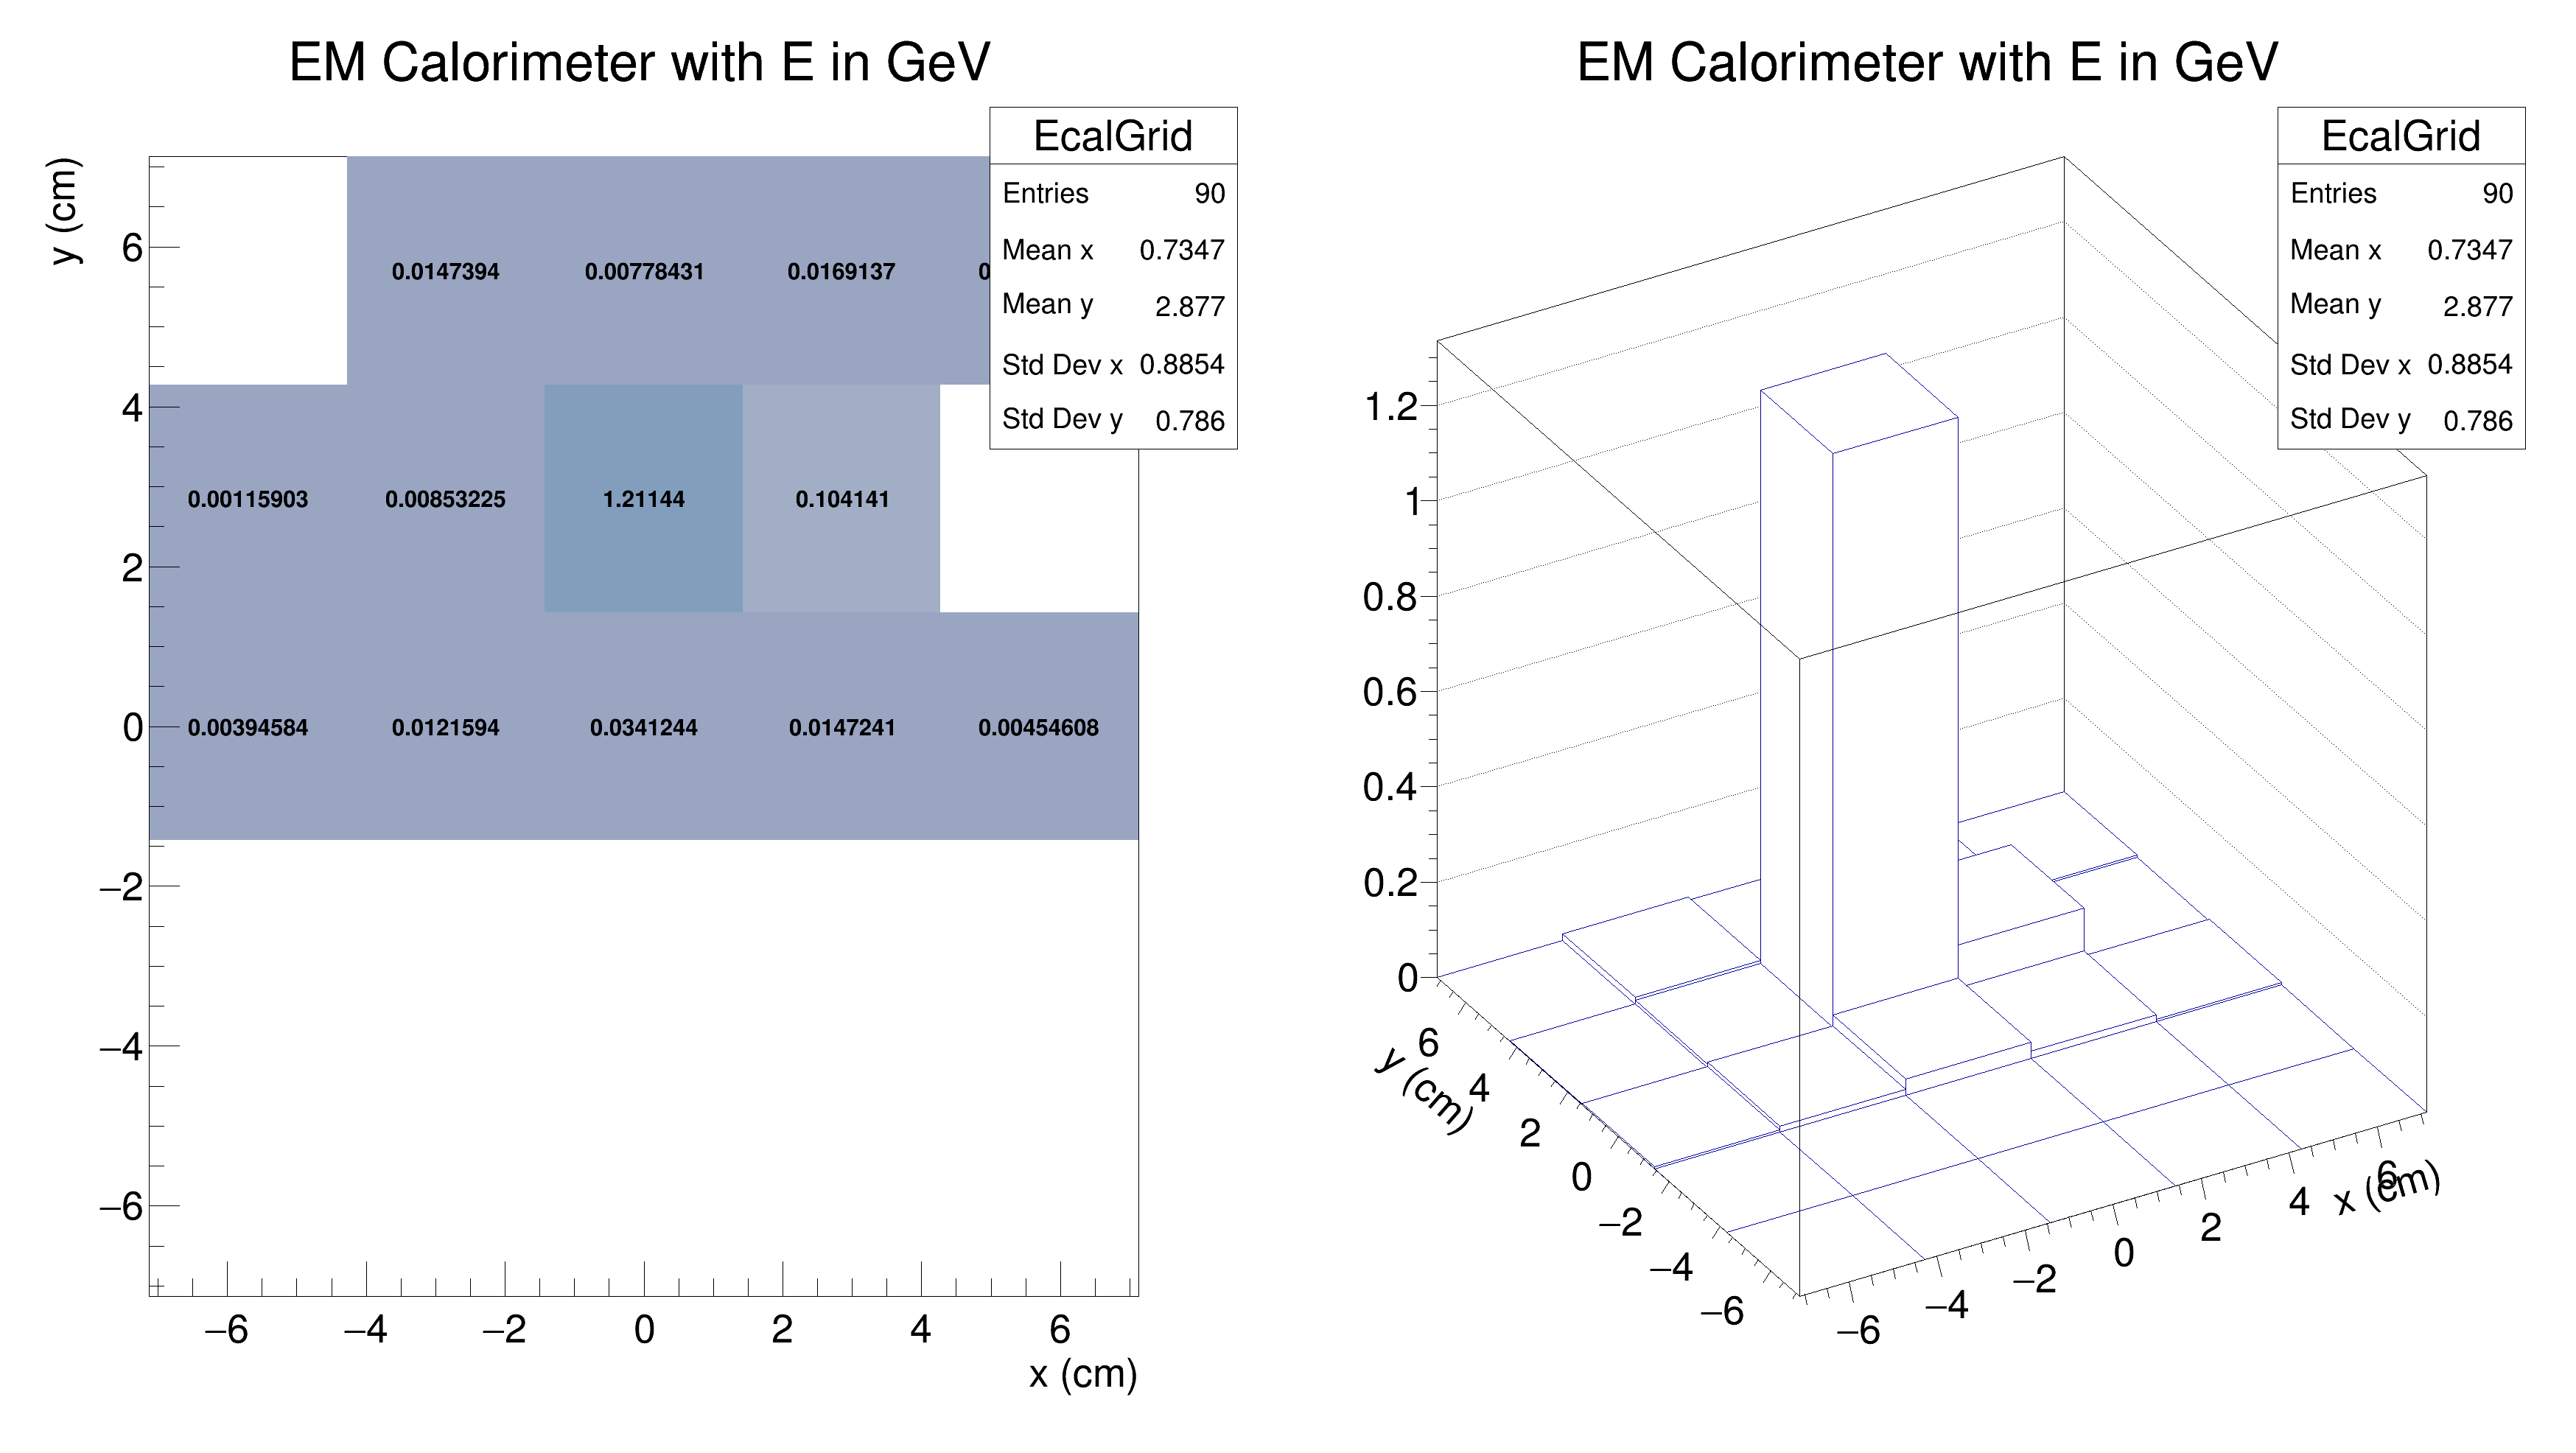 EM Calorimeter with E in GeV
EcalGrid
Entries 90
Mean x 0.7347
Mean y 2.877
Std Dev x 0.8854
Std Dev y 0.786
y (cm)
6
4
2
0
−2
−4
−6
0.0147394 0.00778431 0.0169137
0.00115903 0.00853225 1.21144 0.104141
0.00394584 0.0121594 0.0341244 0.0147241 0.00454608
−6 −4 −2 0 2 4 6
x (cm)
EM Calorimeter with E in GeV
EcalGrid
Entries 90
Mean x 0.7347
Mean y 2.877
Std Dev x 0.8854
Std Dev y 0.786
1.2
1
0.8
0.6
0.4
0.2
0
y (cm)
6
4
2
0
−2
−4
−6
−6 −4 −2 0 2 4 6
x (cm)